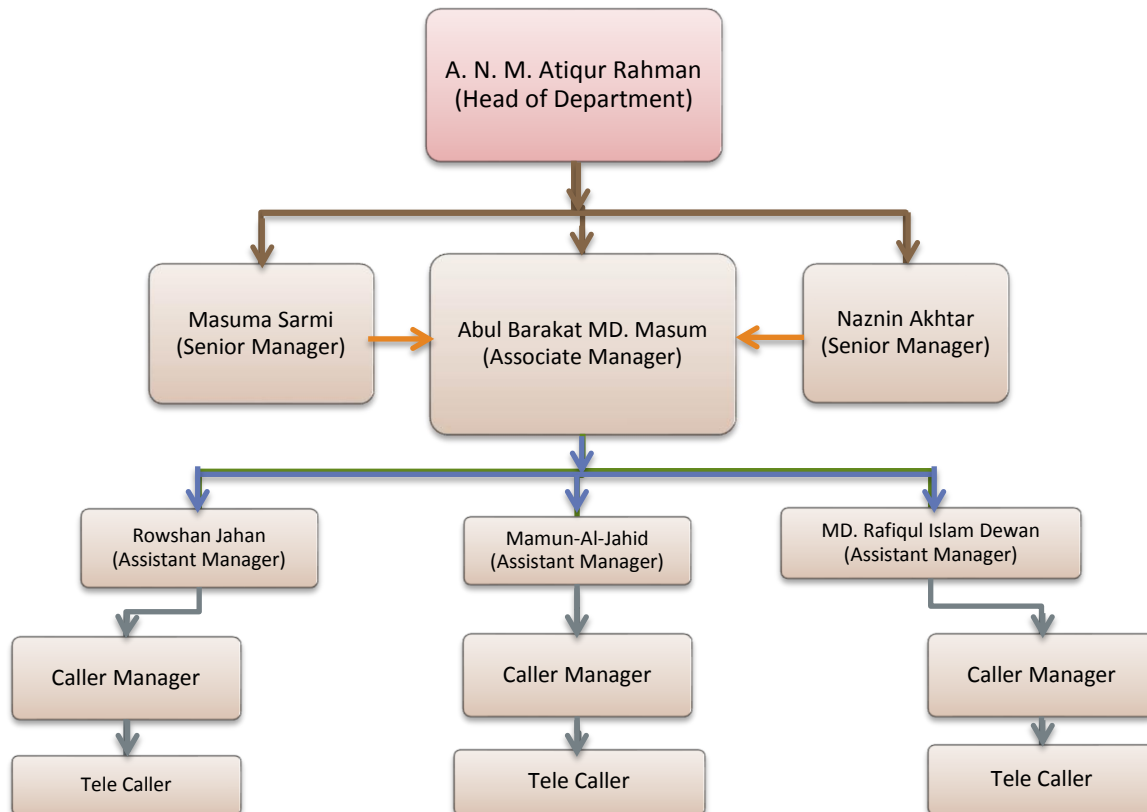 A. N. M. Atiqur Rahman
(Head of Department)
Masuma Sarmi
(Senior Manager)
Abul Barakat MD. Masum
(Associate Manager)
Naznin Akhtar
(Senior Manager)
Rowshan Jahan
(Assistant Manager)
Mamun-Al-Jahid
(Assistant Manager)
MD. Rafiqul Islam Dewan
(Assistant Manager)
Caller Manager
Caller Manager
Caller Manager
Tele Caller
Tele Caller
Tele Caller